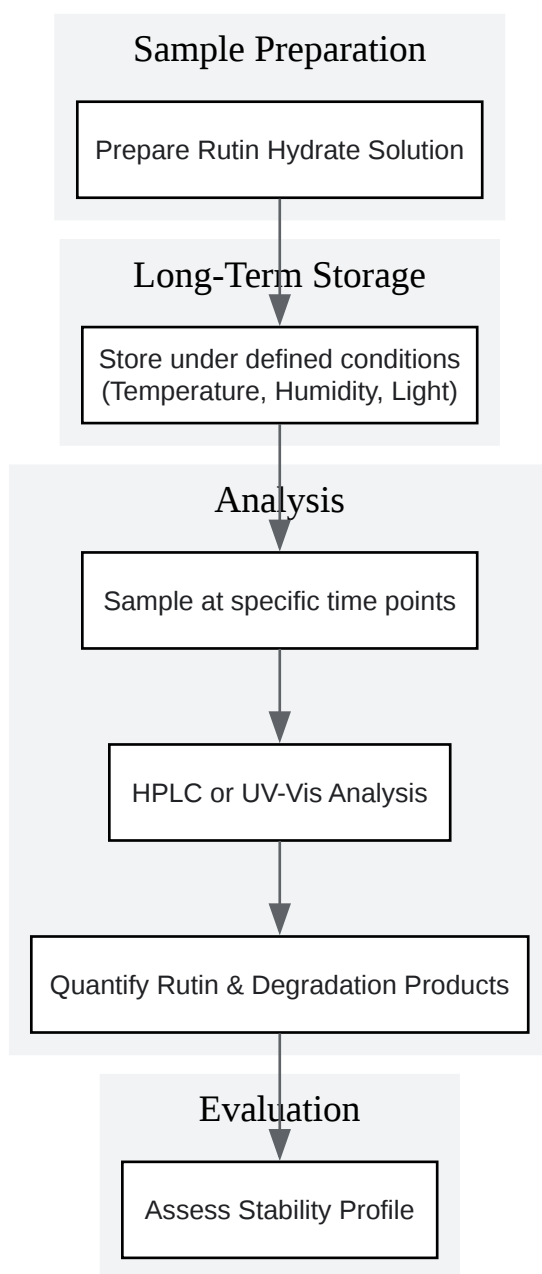 Sample Preparation
Prepare Rutin Hydrate Solution
Long-Term Storage
Store under defined conditions
(Temperature, Humidity, Light)
Analysis
Sample at specific time points
HPLC or UV-Vis Analysis
Quantify Rutin & Degradation Products
Evaluation
Assess Stability Profile